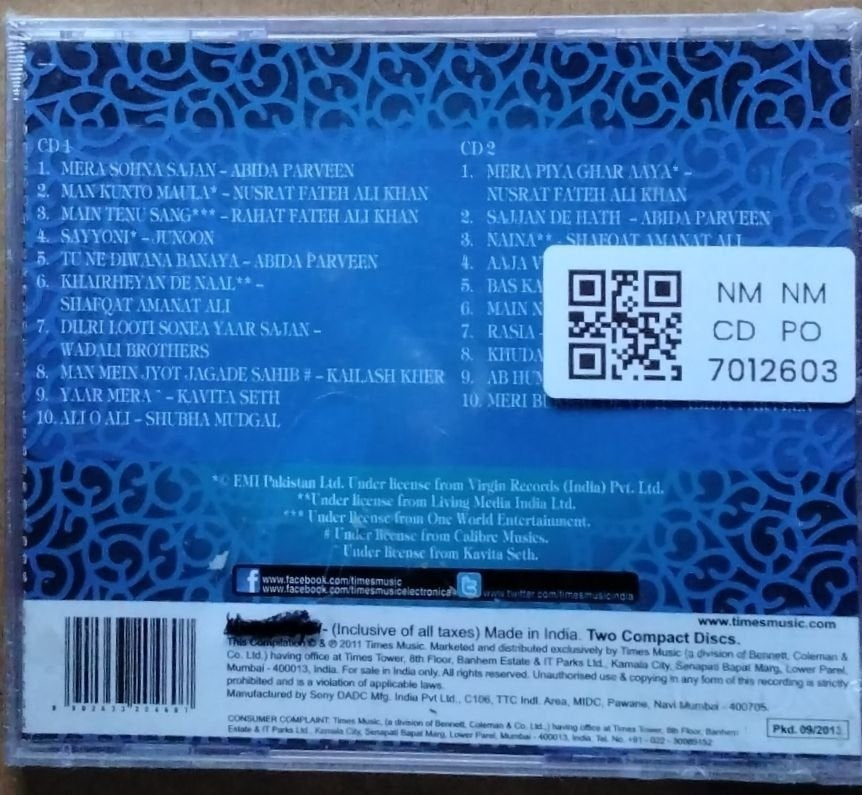 CD 1
1. MERA SOHNA SAJAN – ABIDA PARVEEN
2. MAN KUNTO MAULA* – NUSRAT FATEH ALI KHAN
3. MAIN TENU SANG*** – RAHAT FATEH ALI KHAN
4. SAYYONI* – JUNOON
5. TU NE DIWANA BANAYA – ABIDA PARVEEN
6. KHAIRHEYAN DE NAAL** –
SHAFQAT AMANAT ALI
7. DILRI LOOTI SONEA YAAR SAJAN –
WADALI BROTHERS
8. MAN MEIN JYOT JAGADE SAHIB # – KAILASH KHER
9. YAAR MERA ~ – KAVITA SETH
10. ALI O ALI – SHUBHA MUDGAL
CD 2
1. MERA PIYA GHAR AAYA* –
NUSRAT FATEH ALI KHAN
2. SAJJAN DE HATH – ABIDA PARVEEN
3. NAINA** - SHAFQAT AMANAT ALI
4. AAJA
5. BAS
6. MAIN
7. RASIA -
8. KHUDA
9. AB HUM
10. MERI
NM NM
CD PO
7012603
*© EMI Pakistan Ltd. Under license from Virgin Records (India) Pvt. Ltd.
**Under license from Living Media India Ltd.
*** Under license from One World Entertainment.
# Under license from Calibre Musics.
~ Under license from Kavita Seth.
f www.facebook.com/timesmusic
www.facebook.com/timesmusicelectronica
www.twitter.com/timesmusicindia
www.timesmusic.com
- (Inclusive of all taxes) Made in India. Two Compact Discs.
This Compilation © & ℗ 2011 Times Music. Marketed and distributed exclusively by Times Music (a division of Bennett, Coleman &
Co. Ltd.) having office at Times Tower, 8th Floor, Banhem Estate & IT Parks Ltd., Kamala City, Senapati Bapat Marg, Lower Parel,
Mumbai - 400013, India. For sale in India only. All rights reserved. Unauthorised use & copying in any form of this recording is strictly
prohibited and is a violation of applicable laws.
Manufactured by Sony DADC Mfg. India Pvt Ltd., C106, TTC Indl. Area, MIDC, Pawane, Navi Mumbai - 400705.
CONSUMER COMPLAINT: Times Music, (a division of Bennett, Coleman & Co. Ltd.,) having office at Times Tower, 8th Floor, Banhem
Estate & IT Parks Ltd., Kamala City, Senapati Bapat Marg, Lower Parel, Mumbai - 400013, India. Tel. No. +91 - 022 - 30989152
Pkd. 09/2013